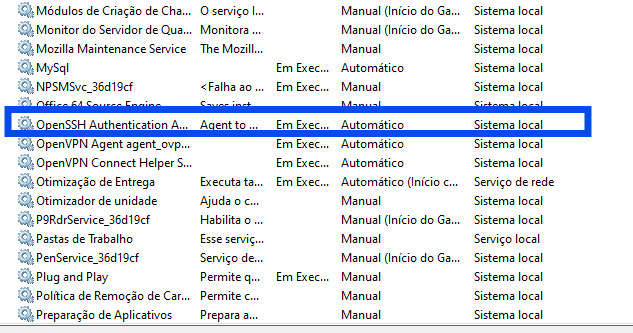 Módulos de Criação de Cha... O serviço I... Manual (Início do Ga... Sistema local
Monitor do Servidor de Qua... Monitora ... Manual (Início do Ga... Sistema local
Mozilla Maintenance Service The Mozill... Manual Sistema local
MySql Em Exec... Automático Sistema local
NPSMSvc_36d19cf <Falha ao ... Em Exec... Manual Sistema local
Office 64 Source Engine Saves inst... Manual Sistema local
OpenSSH Authentication A... Agent to ... Em Exec... Automático Sistema local
OpenVPN Agent agent_ovp... Em Exec... Automático Sistema local
OpenVPN Connect Helper S... Em Exec... Automático Sistema local
Otimização de Entrega Executa ta... Em Exec... Automático (Início c... Serviço de rede
Otimizador de unidade Ajuda o c... Manual Sistema local
P9RdrService_36d19cf Habilita o ... Manual (Início do Ga... Sistema local
Pastas de Trabalho Esse serviç... Manual Serviço local
PenService_36d19cf Serviço de... Manual (Início do Ga... Sistema local
Plug and Play Permite q... Em Exec... Manual Sistema local
Política de Remoção de Car... Permite c... Manual Sistema local
Preparação de Aplicativos Prepara a... Manual Sistema local